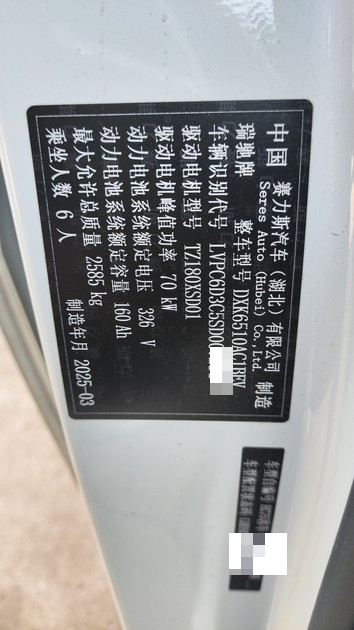 中国 赛力斯汽车（湖北）有限公司 制造
Seres Auto (Hubei) Co., Ltd.
瑞驰牌 整车型号 DXK6510AC1BEV
车辆识别代号 LVPC6D3C5SD00
驱动电机型号 TZ180XSD01
驱动电机峰值功率 70 kW
动力电池系统额定电压 326 V
动力电池系统额定容量 160 Ah
最大允许总质量 2585 kg
乘坐人数 6 人 制造年月 2025-03